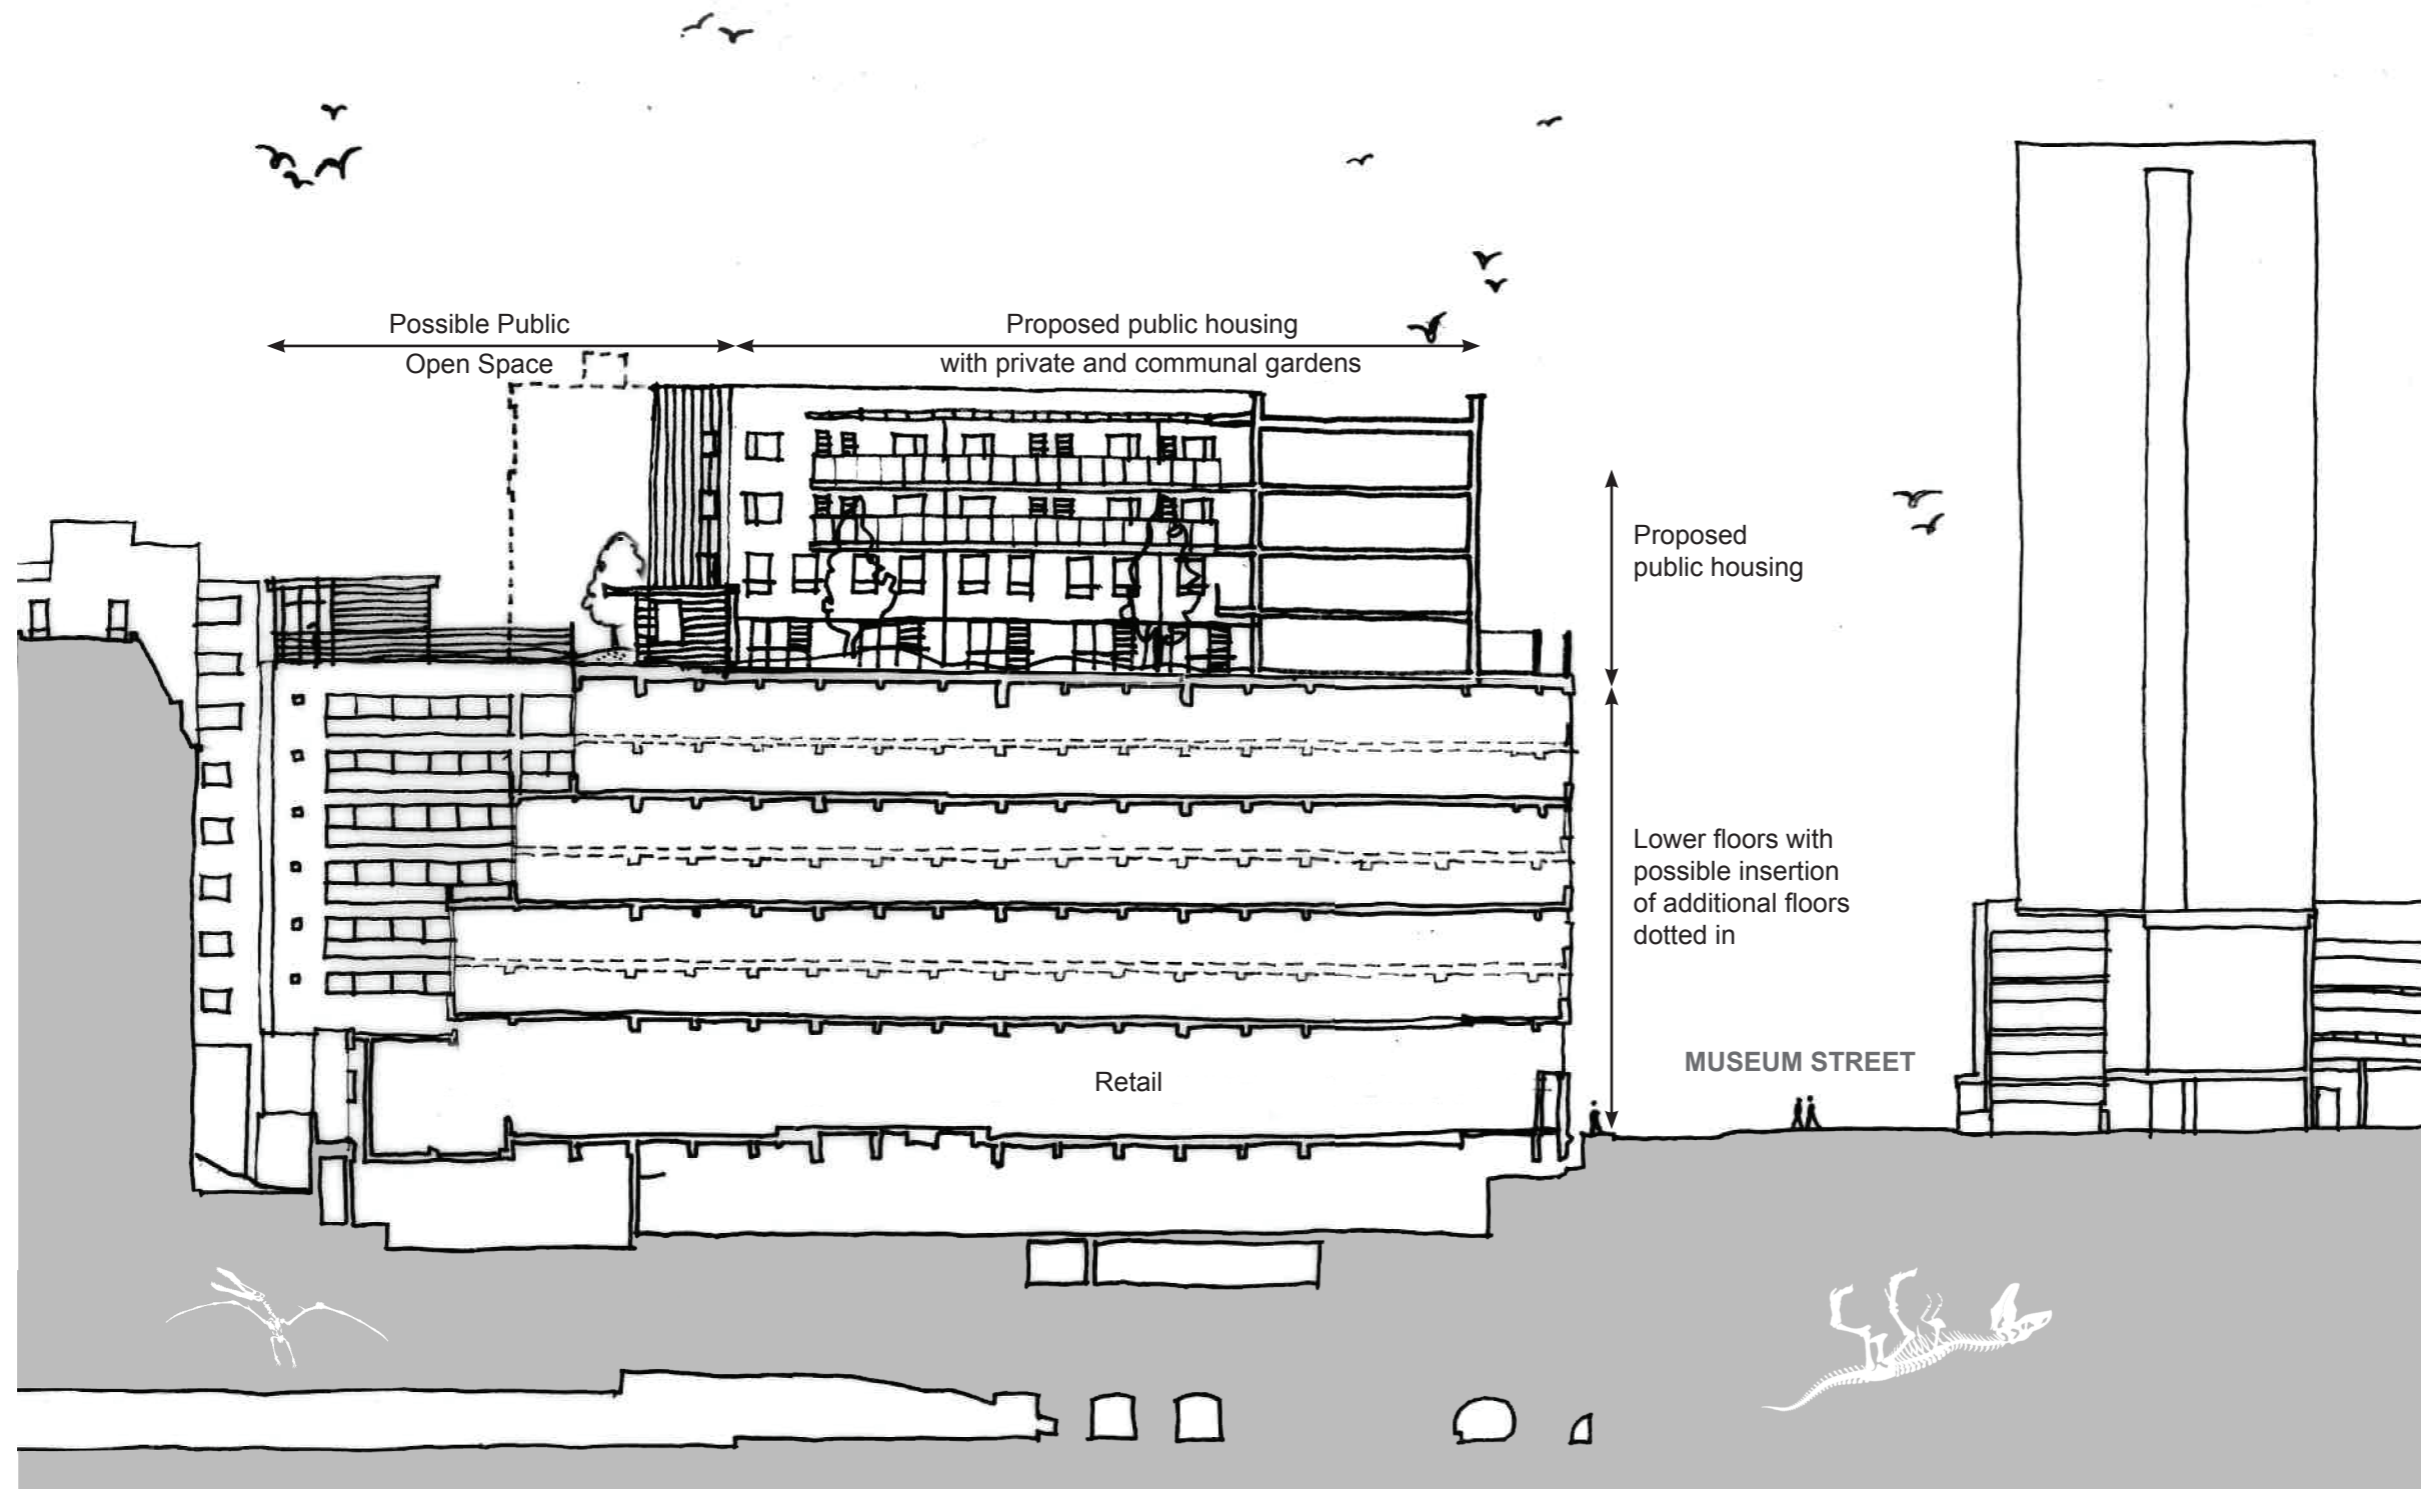 Possible Public
Open Space
Proposed public housing
with private and communal gardens
Proposed
public housing
Lower floors with
possible insertion
of additional floors
dotted in
MUSEUM STREET
Retail